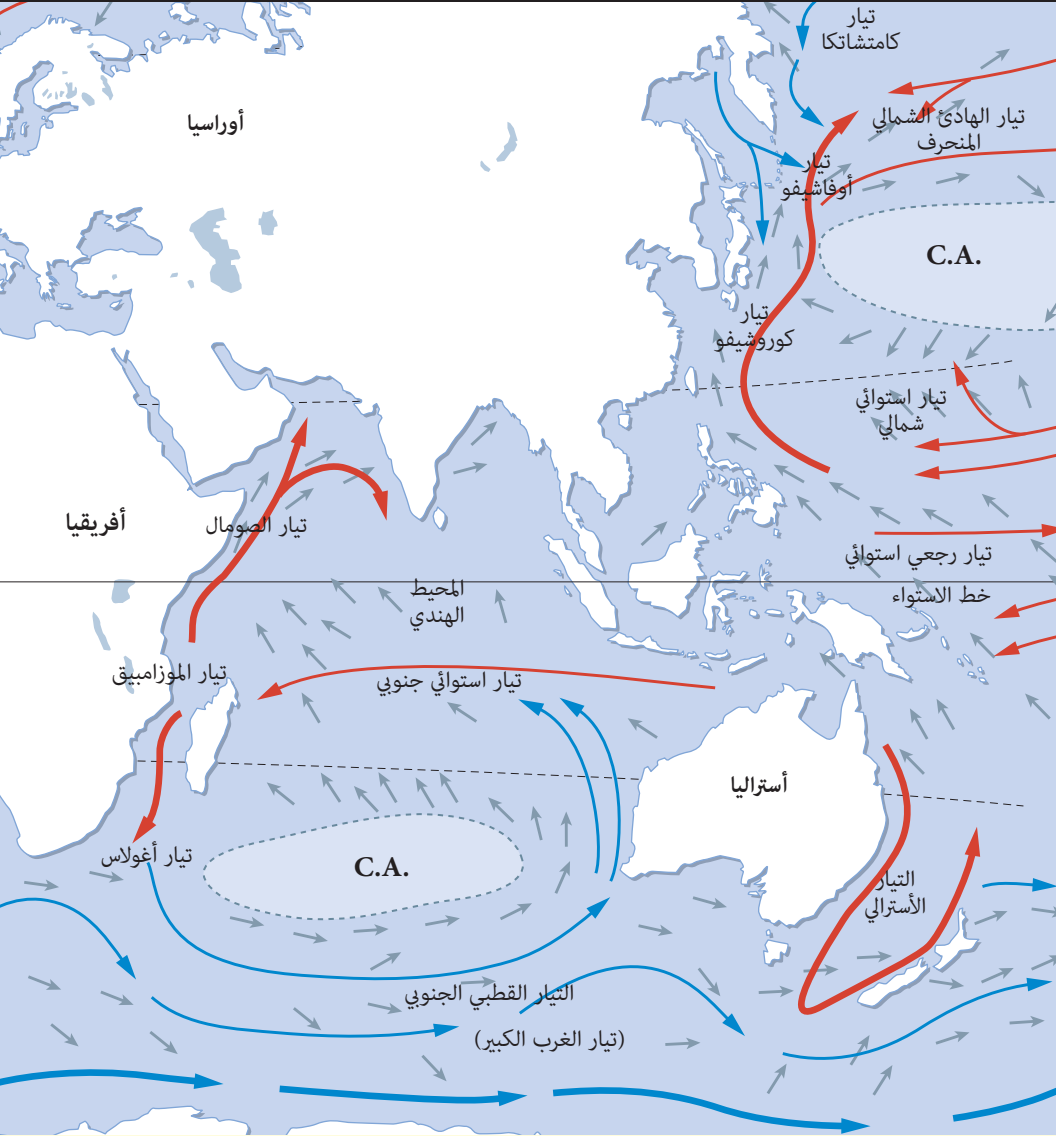 تيار
كامتشاتكا
تيار الهادئ الشمالي
المنحرف
أوراسيا
تيار
أوفاشيفو
C.A.
تيار
كوروشيفو
تيار استوائي
شمالي
أفريقيا
تيار الصومال
تيار رجعي استوائي
خط الاستواء
المحيط
الهندي
تيار الموزامبيق
تيار استوائي جنوبي
أستراليا
تيار أغولاس
C.A.
التيار
الأسترالي
التيار القطبي الجنوبي
(تيار الغرب الكبير)